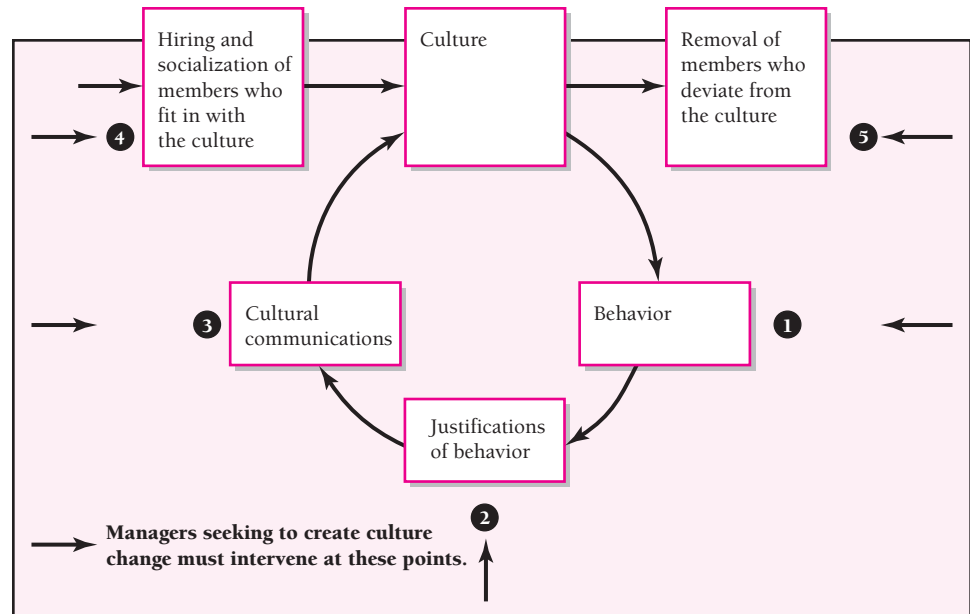 Hiring and
socialization of
members who
fit in with
the culture
Culture
Removal of
members who
deviate from
the culture
4
5
Cultural
communications
3
Behavior
1
Justifications
of behavior
2
Managers seeking to create culture
change must intervene at these points.